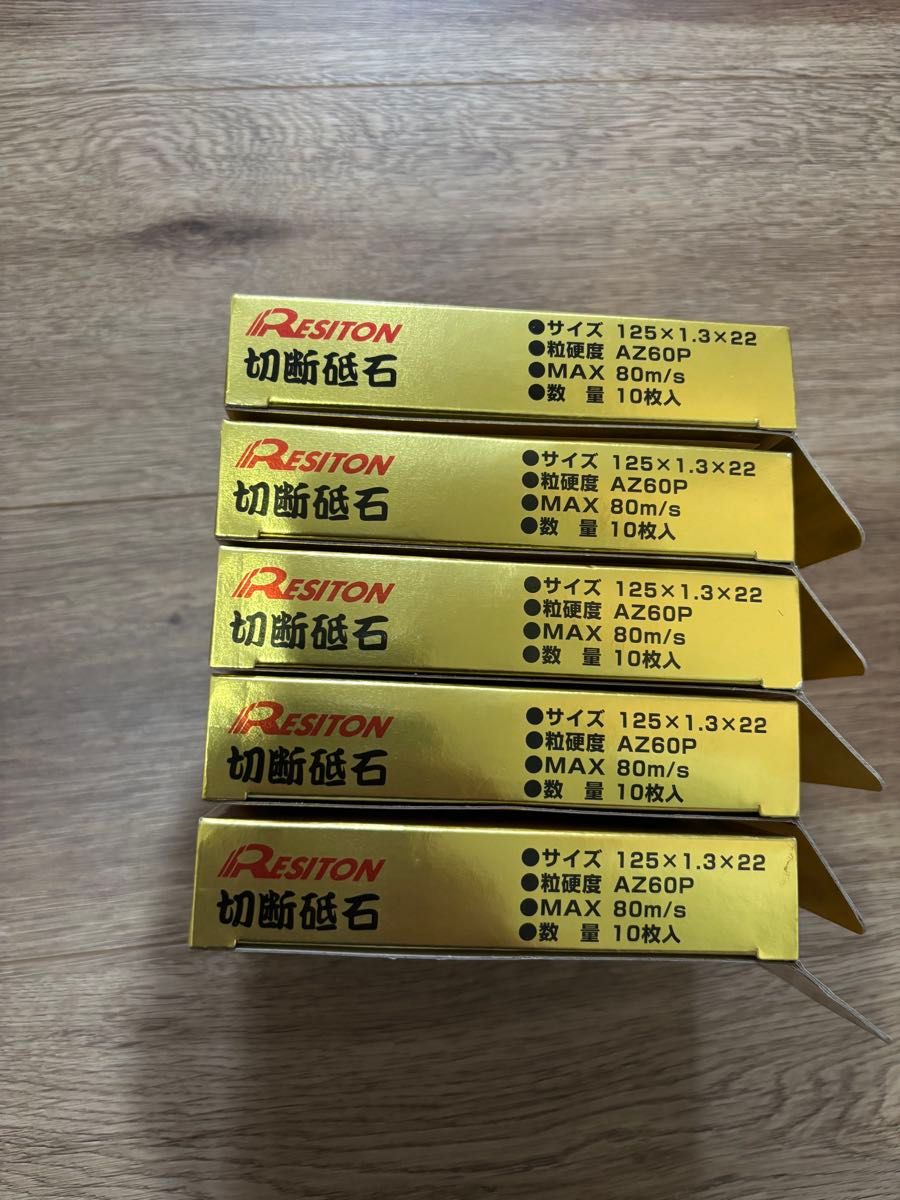 RESITON
切断砥石
●サイズ 125×1.3×22
●粒硬度 AZ60P
●MAX 80m/s
●数 量 10枚入
RESITON
切断砥石
●サイズ 125×1.3×22
●粒硬度 AZ60P
●MAX 80m/s
●数 量 10枚入
RESITON
切断砥石
●サイズ 125×1.3×22
●粒硬度 AZ60P
●MAX 80m/s
●数 量 10枚入
RESITON
切断砥石
●サイズ 125×1.3×22
●粒硬度 AZ60P
●MAX 80m/s
●数 量 10枚入
RESITON
切断砥石
●サイズ 125×1.3×22
●粒硬度 AZ60P
●MAX 80m/s
●数 量 10枚入